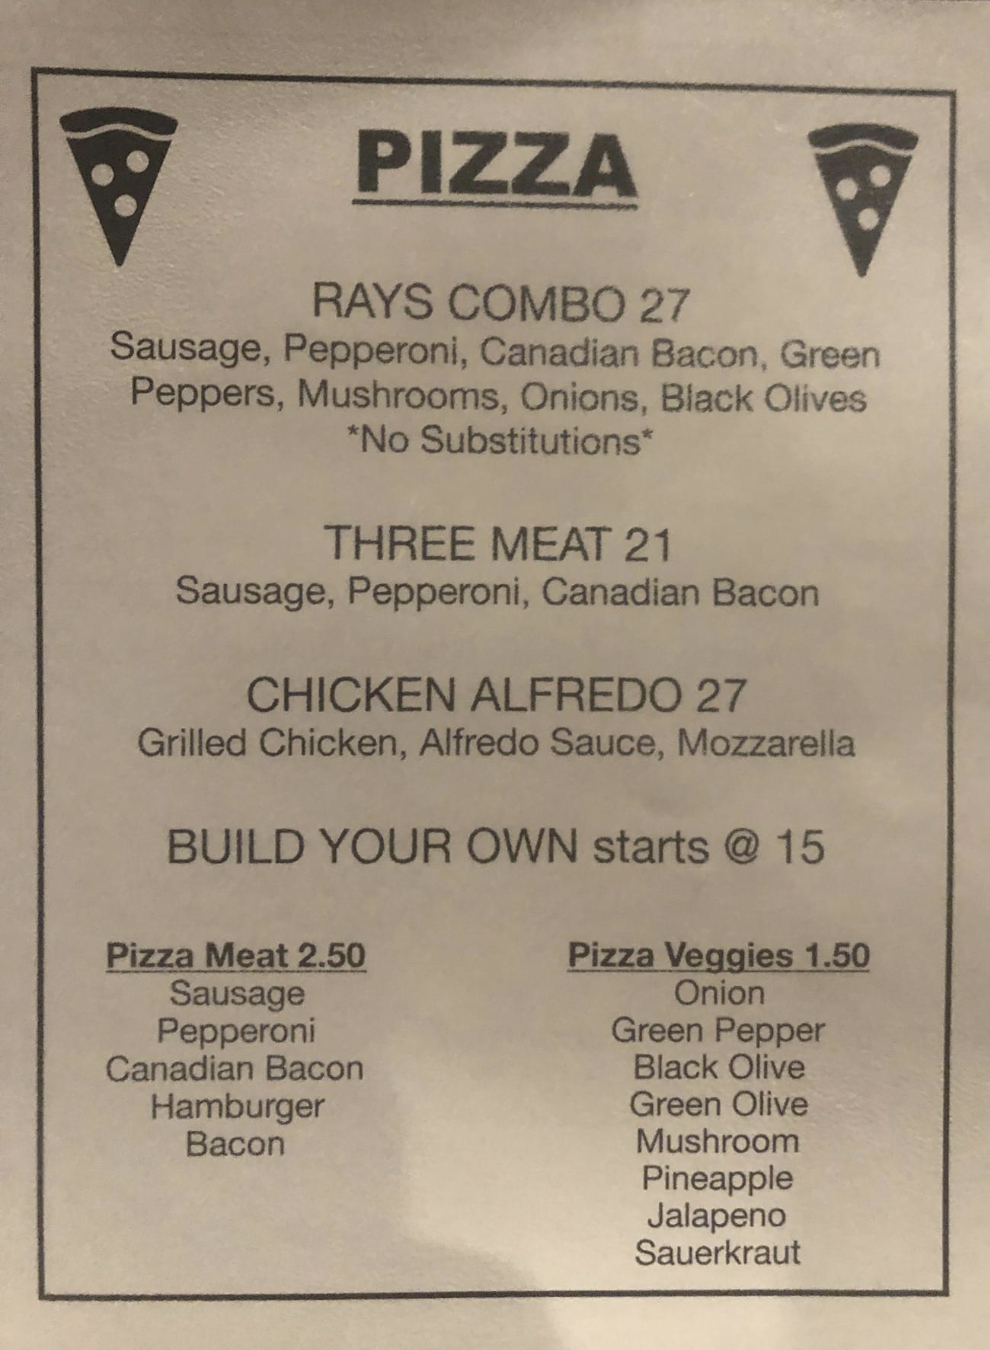 PIZZA
RAYS COMBO 27
Sausage, Pepperoni, Canadian Bacon, Green
Peppers, Mushrooms, Onions, Black Olives
*No Substitutions*
THREE MEAT 21
Sausage, Pepperoni, Canadian Bacon
CHICKEN ALFREDO 27
Grilled Chicken, Alfredo Sauce, Mozzarella
BUILD YOUR OWN starts @ 15
Pizza Meat 2.50
Sausage
Pepperoni
Canadian Bacon
Hamburger
Bacon
Pizza Veggies 1.50
Onion
Green Pepper
Black Olive
Green Olive
Mushroom
Pineapple
Jalapeno
Sauerkraut